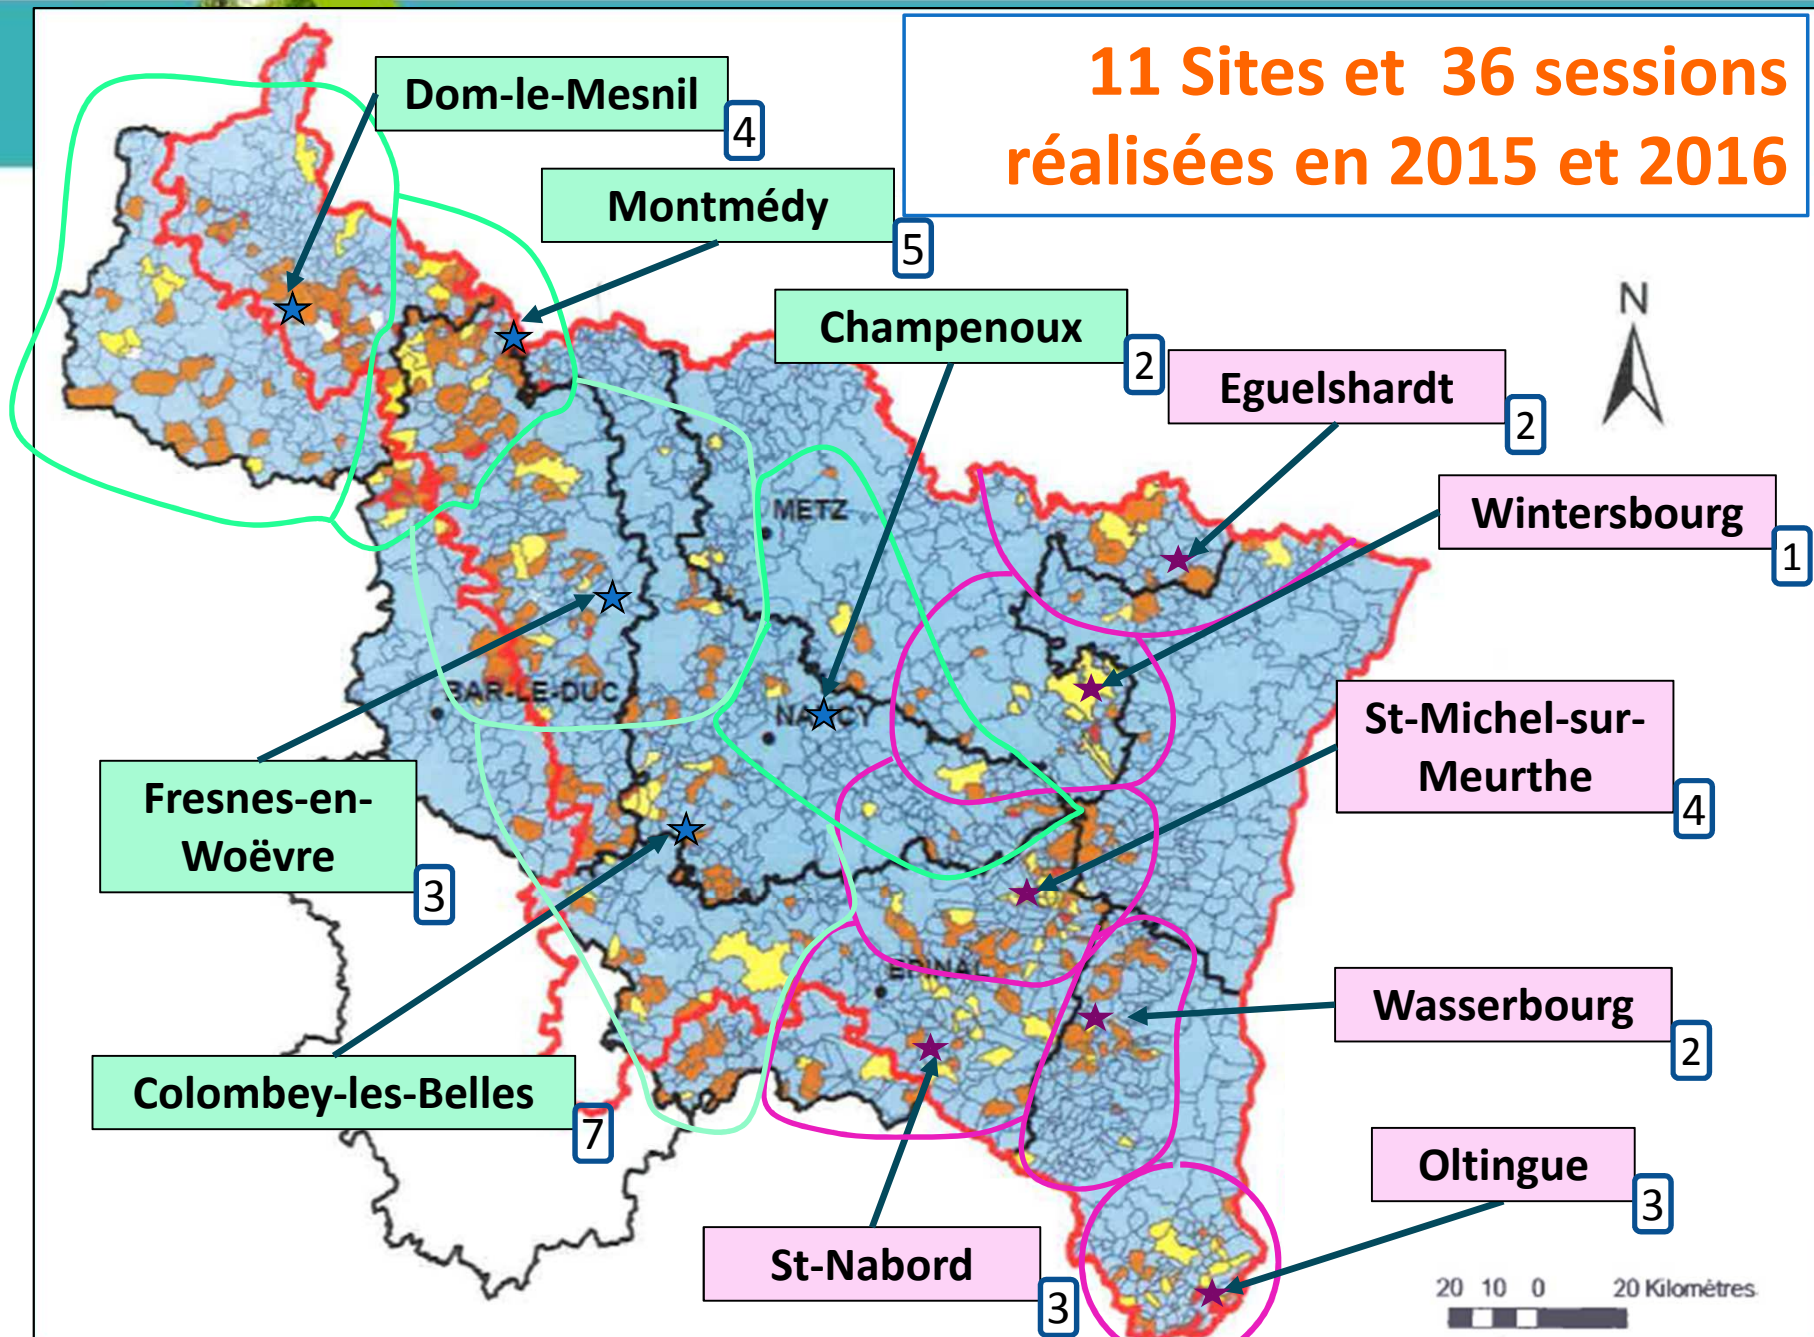 11 Sites et 36 sessions
réalisées en 2015 et 2016
Dom-le-Mesnil
4
Montmédy
5
Champenoux
2
Eguelshardt
2
N
Wintersbourg
1
METZ
BAR-LE-DUC
NANCY
St-Michel-sur-
Meurthe
4
Fresnes-en-
Woëvre
3
EPINAL
Wasserbourg
2
Colombey-les-Belles
7
Oltingue
3
St-Nabord
3
20 10 0 20 Kilométres